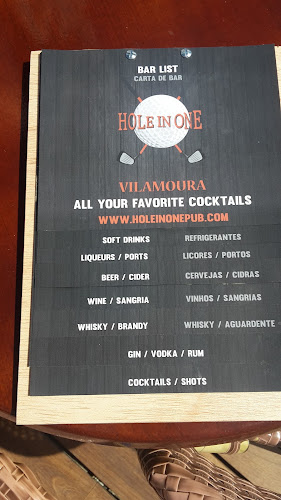 BAR LIST
CARTA DE BAR
HOLE IN ONE
VILAMOURA
ALL YOUR FAVORITE COCKTAILS
WWW.HOLEINONEPUB.COM
SOFT DRINKS REFRIGERANTES
LIQUEURS / PORTS LICORES / PORTOS
BEER / CIDER CERVEJAS / CIDRAS
WINE / SANGRIA VINHOS / SANGRIAS
WHISKY / BRANDY WHISKY / AGUARDENTE
GIN / VODKA / RUM
COCKTAILS / SHOTS